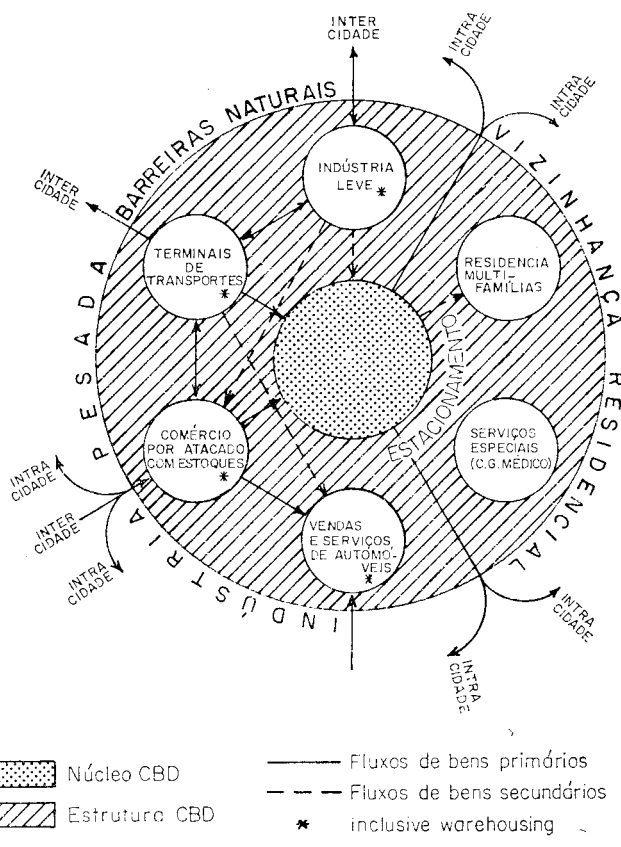 INTER
CIDADE
INTRA
CIDADE
INTRA
CIDADE
BARREIRAS NATURAIS
VIZINHANÇA RESIDENCIAL
INDÚSTRIA PESADA
INTER
CIDADE
INDÚSTRIA
LEVE *
TERMINAIS
DE
TRANSPORTES
*
RESIDENCIA
MULTI-
FAMÍLIAS
ESTACIONAMENTO
COMÉRCIO
POR ATACADO
COM ESTOQUES
*
SERVIÇOS
ESPECIAIS
(C.G. MÉDICO)
VENDAS
E SERVIÇOS
DE AUTOMÓ-
VEIS
*
INTRA
CIDADE
INTER
CIDADE
INTRA
CIDADE
INTRA
CIDADE
INTRA
CIDADE
Núcleo CBD
Estrutura CBD
Fluxos de bens primários
Fluxos de bens secundários
* inclusive warehousing